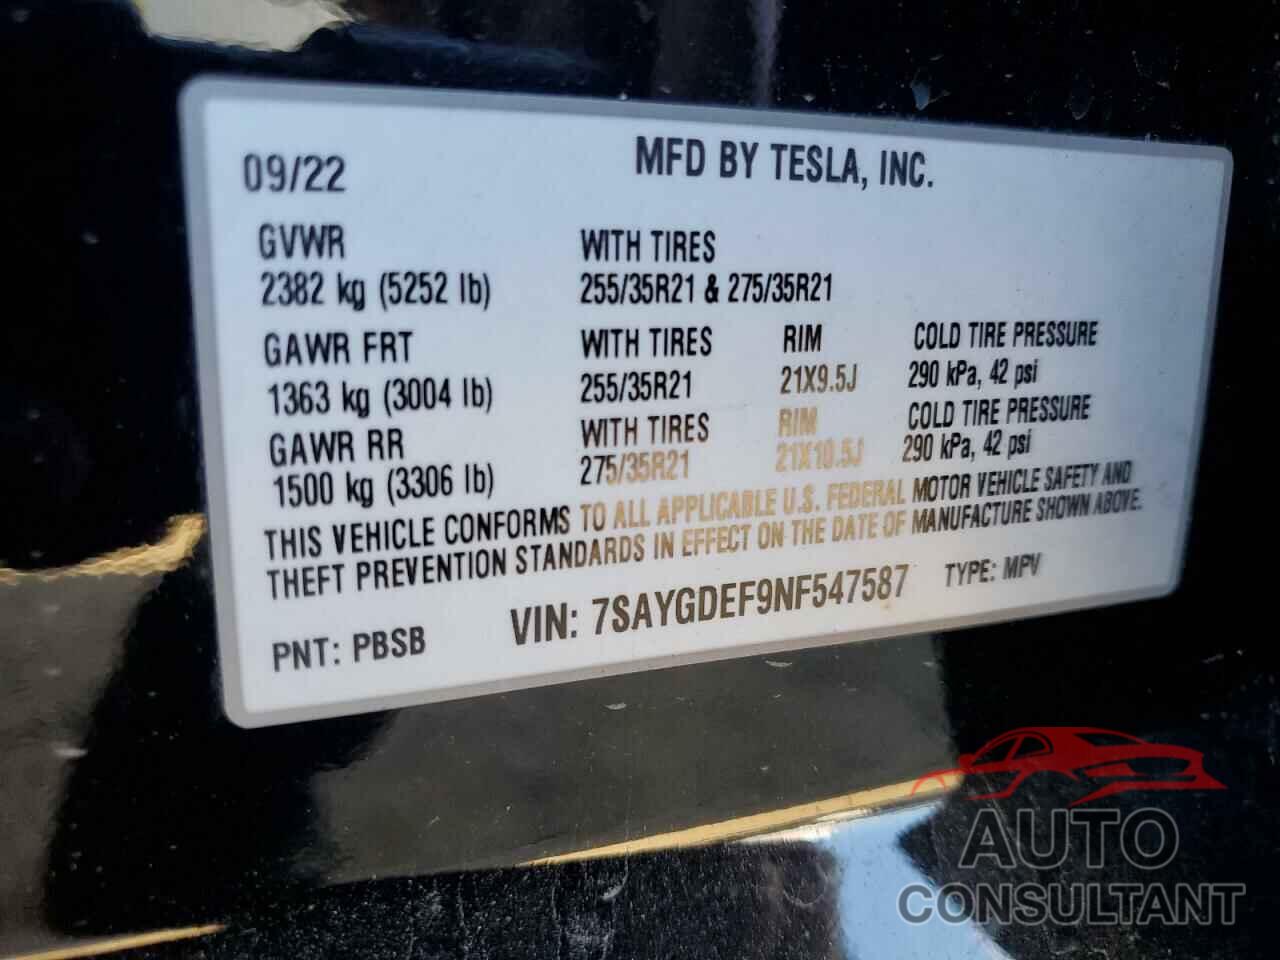 09/22 MFD BY TESLA, INC.
GVWR WITH TIRES
2382 kg (5252 lb) 255/35R21 & 275/35R21
GAWR FRT WITH TIRES RIM COLD TIRE PRESSURE
1363 kg (3004 lb) 255/35R21 21X9.5J 290 kPa, 42 psi
GAWR RR WITH TIRES RIM COLD TIRE PRESSURE
1500 kg (3306 lb) 275/35R21 21X10.5J 290 kPa, 42 psi
THIS VEHICLE CONFORMS TO ALL APPLICABLE U.S. FEDERAL MOTOR VEHICLE SAFETY AND
THEFT PREVENTION STANDARDS IN EFFECT ON THE DATE OF MANUFACTURE SHOWN ABOVE.
PNT: PBSB VIN: 7SAYGDEF9NF547587 TYPE: MPV
AUTO
CONSULTANT